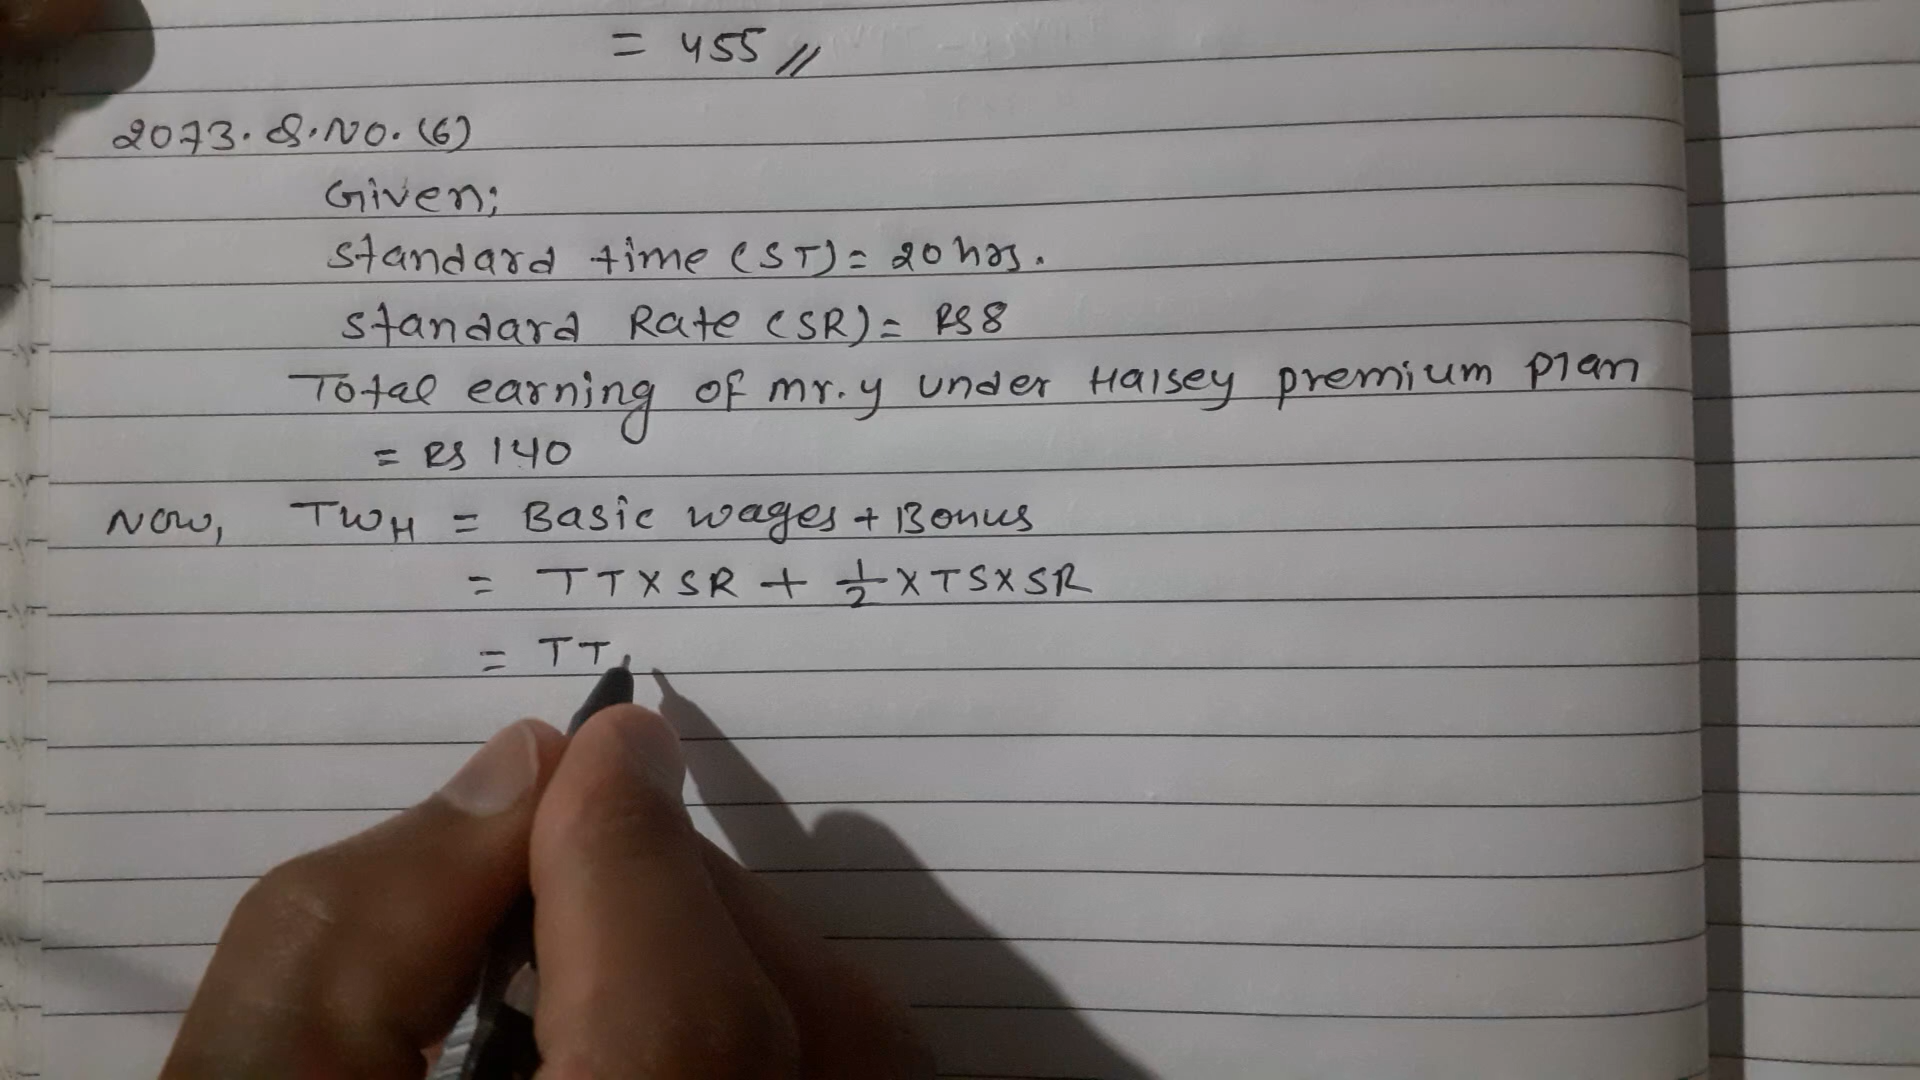 = 455 //
2073. Q.NO. (6)
Given;
Standard time (ST) = 20 hrs.
Standard Rate (SR) = RS 8
Total earning of mr. y under Halsey premium plan
= RS 140
Now, TWH = Basic wages + Bonus
= TT X SR + 1/2 X TS X SR
= TT